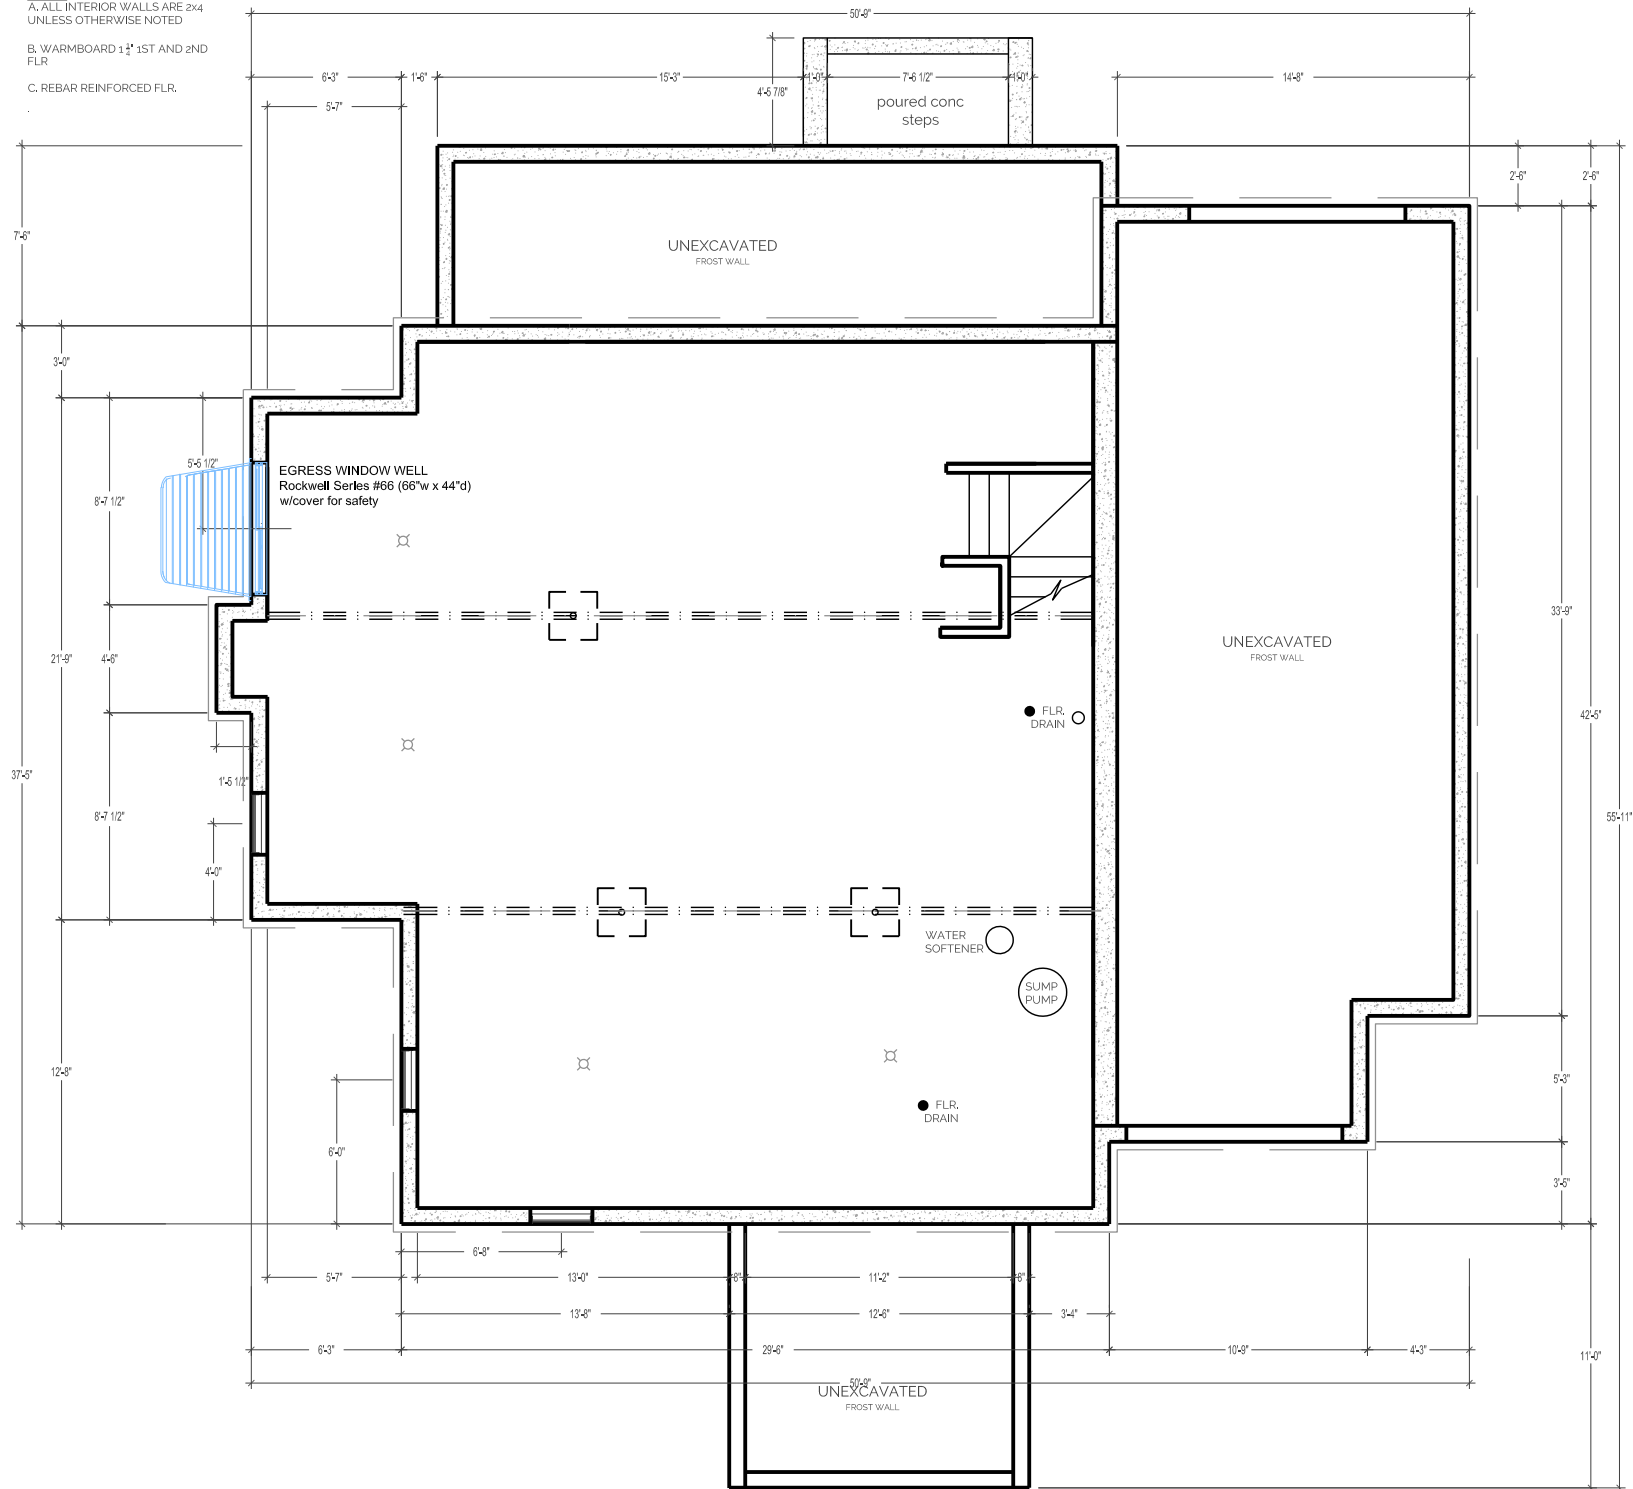 A. ALL INTERIOR WALLS ARE 2x4
UNLESS OTHERWISE NOTED
B. WARMBOARD 1 1/4" 1ST AND 2ND
FLR
C. REBAR REINFORCED FLR.
.
50'-9"
6'-3"
1'-6"
15'-3"
1'-0"
7'-6 1/2"
1'-0"
14'-8"
5'-7"
4'-5 7/8"
poured conc
steps
2'-6"
2'-6"
7'-6"
UNEXCAVATED
FROST WALL
3'-0"
5'-5 1/2"
EGRESS WINDOW WELL
Rockwell Series #66 (66"w x 44"d)
w/cover for safety
8'-7 1/2"
33'-9"
UNEXCAVATED
FROST WALL
21'-9"
4'-6"
FLR.
DRAIN
42'-5"
37'-5"
1'-5 1/2"
8'-7 1/2"
55'-11"
4'-0"
WATER
SOFTENER
SUMP
PUMP
12'-8"
5'-3"
FLR.
DRAIN
6'-0"
3'-5"
6'-8"
5'-7"
13'-0"
8"
11'-2"
8"
13'-8"
12'-6"
3'-4"
6'-3"
29'-6"
10'-9"
4'-3"
11'-0"
50'-9"
UNEXCAVATED
FROST WALL